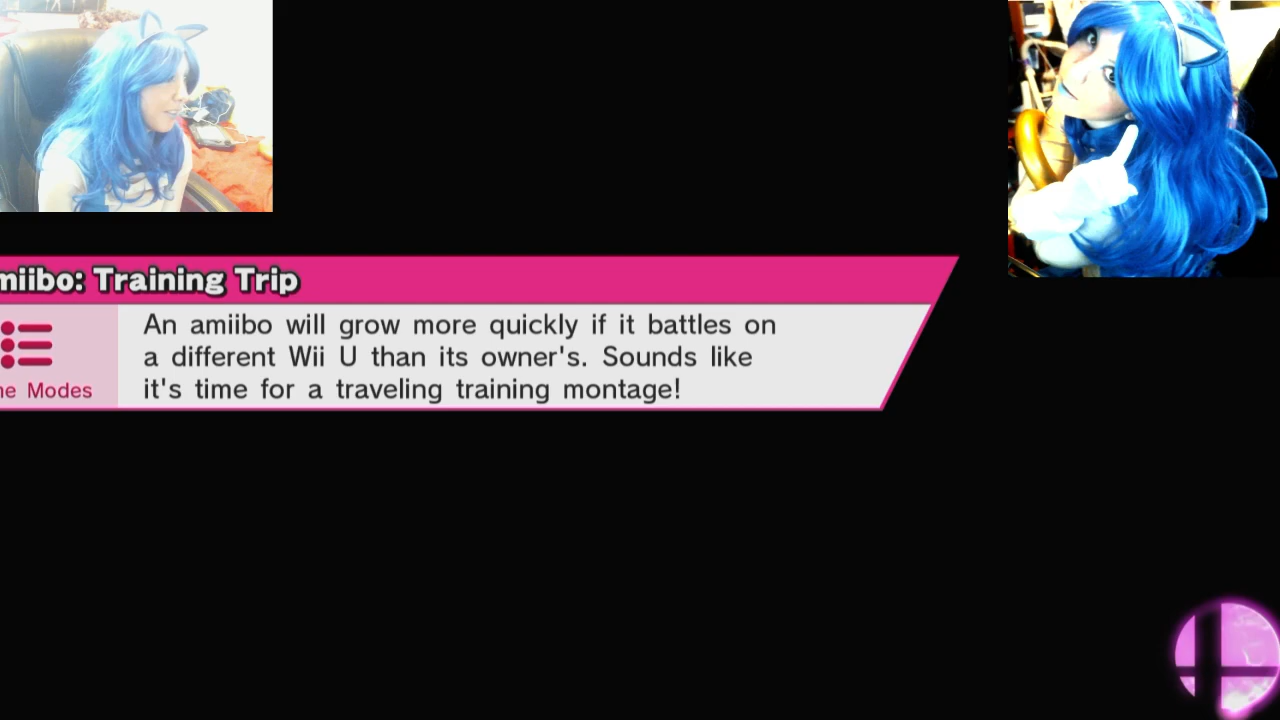 miibo: Training Trip
An amiibo will grow more quickly if it battles on
a different Wii U than its owner's. Sounds like
it's time for a traveling training montage!
me Modes